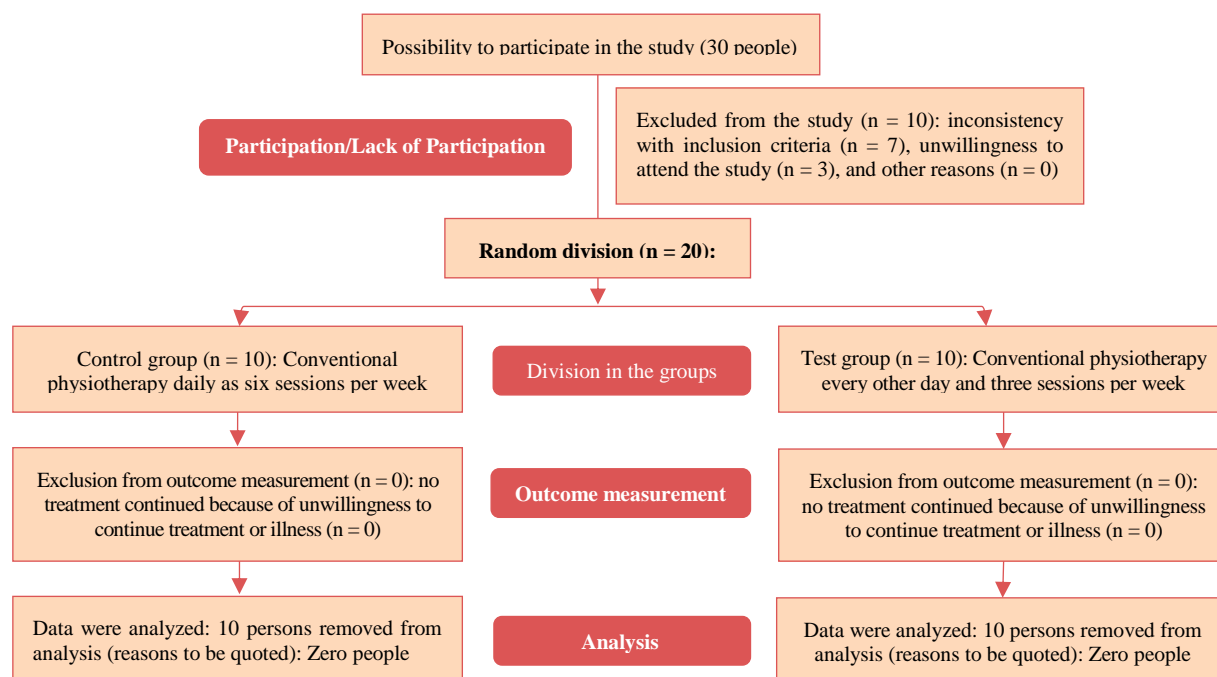 Possibility to participate in the study (30 people)
Participation/Lack of Participation
Excluded from the study (n = 10): inconsistency
with inclusion criteria (n = 7), unwillingness to
attend the study (n = 3), and other reasons (n = 0)
Random division (n = 20):
Control group (n = 10): Conventional
physiotherapy daily as six sessions per week
Division in the groups
Test group (n = 10): Conventional physiotherapy
every other day and three sessions per week
Exclusion from outcome measurement (n = 0): no
treatment continued because of unwillingness to
continue treatment or illness (n = 0)
Outcome measurement
Exclusion from outcome measurement (n = 0):
no treatment continued because of unwillingness
to continue treatment or illness (n = 0)
Data were analyzed: 10 persons removed from
analysis (reasons to be quoted): Zero people
Analysis
Data were analyzed: 10 persons removed from
analysis (reasons to be quoted): Zero people